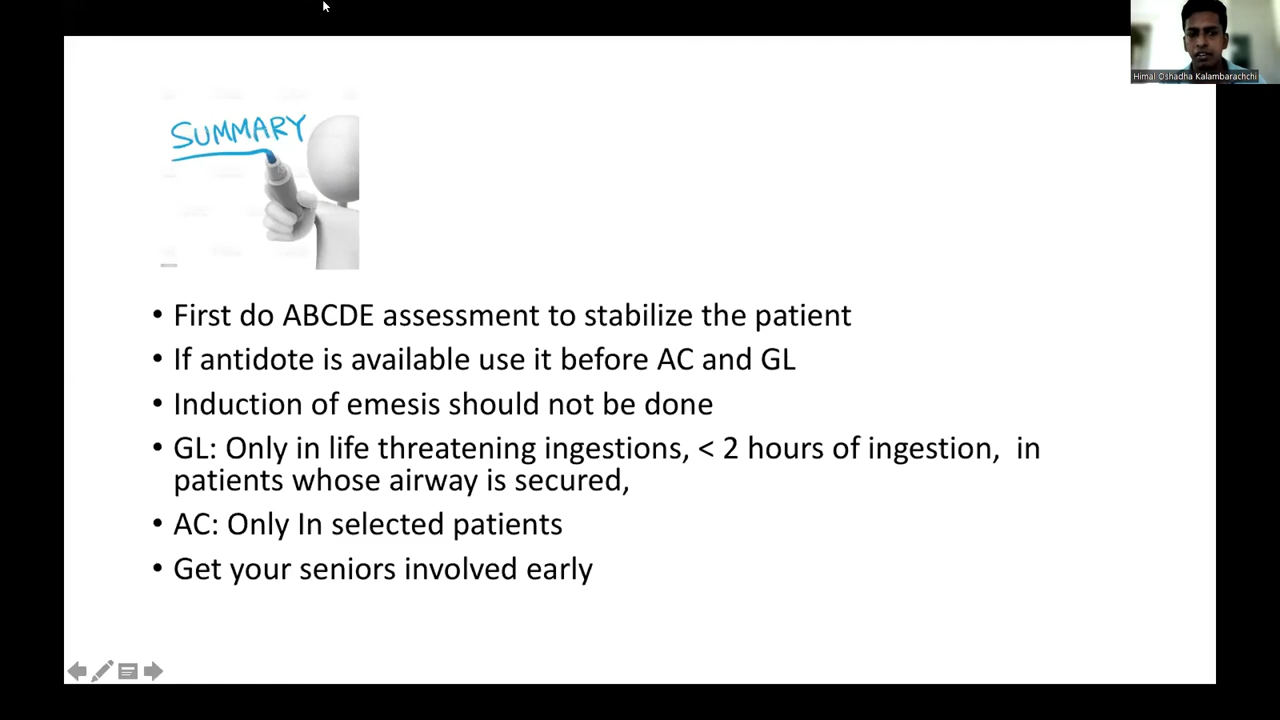 Himal Oshadha Kalambarachchi
SUMMARY
• First do ABCDE assessment to stabilize the patient
• If antidote is available use it before AC and GL
• Induction of emesis should not be done
• GL: Only in life threatening ingestions, < 2 hours of ingestion,  in
patients whose airway is secured,
• AC: Only In selected patients
• Get your seniors involved early